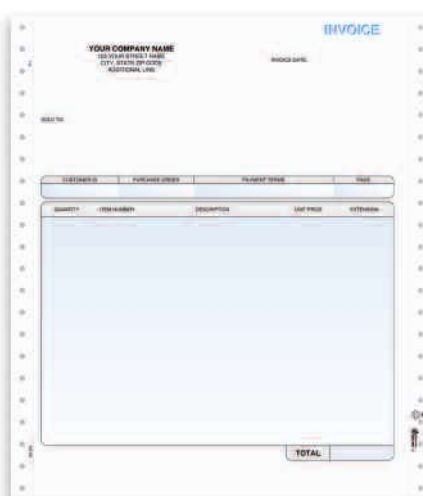 INVOICE
YOUR COMPANY NAME
123 YOUR STREET NAME
CITY, STATE ZIP CODE
ADDITIONAL LINE
INVOICE DATE:
SOLD TO:
CUSTOMER ID PURCHASE ORDER PAYMENT TERMS PAGE
QUANTITY ITEM NUMBER DESCRIPTION UNIT PRICE EXTENSION
TOTAL